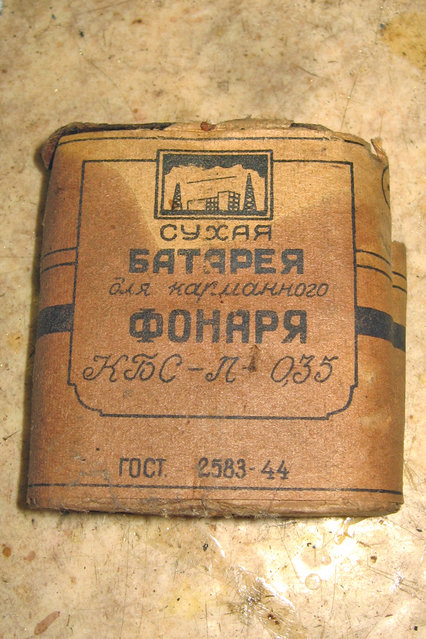 СУХАЯ
БАТАРЕЯ
для карманного
ФОНАРЯ
КБС-Л-0,35
ГОСТ 2583-44